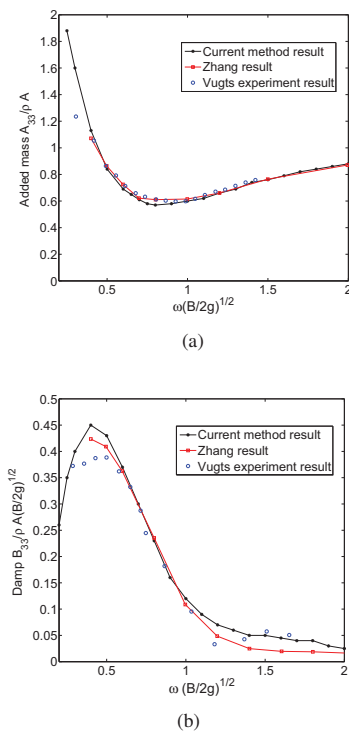 2
1.8
1.6
1.4
1.2
1
0.8
0.6
0.4
0.2
0
Added mass A33/ρ A
Current method result
Zhang result
Vugts experiment result
0.5 1 1.5 2
ω(B/2g)^1/2
(a)
0.5
0.45
0.4
0.35
0.3
0.25
0.2
0.15
0.1
0.05
0
Damp B33/ρ A(B/2g)^1/2
Current method result
Zhang result
Vugts experiment result
0.5 1 1.5 2
ω (B/2g)^1/2
(b)